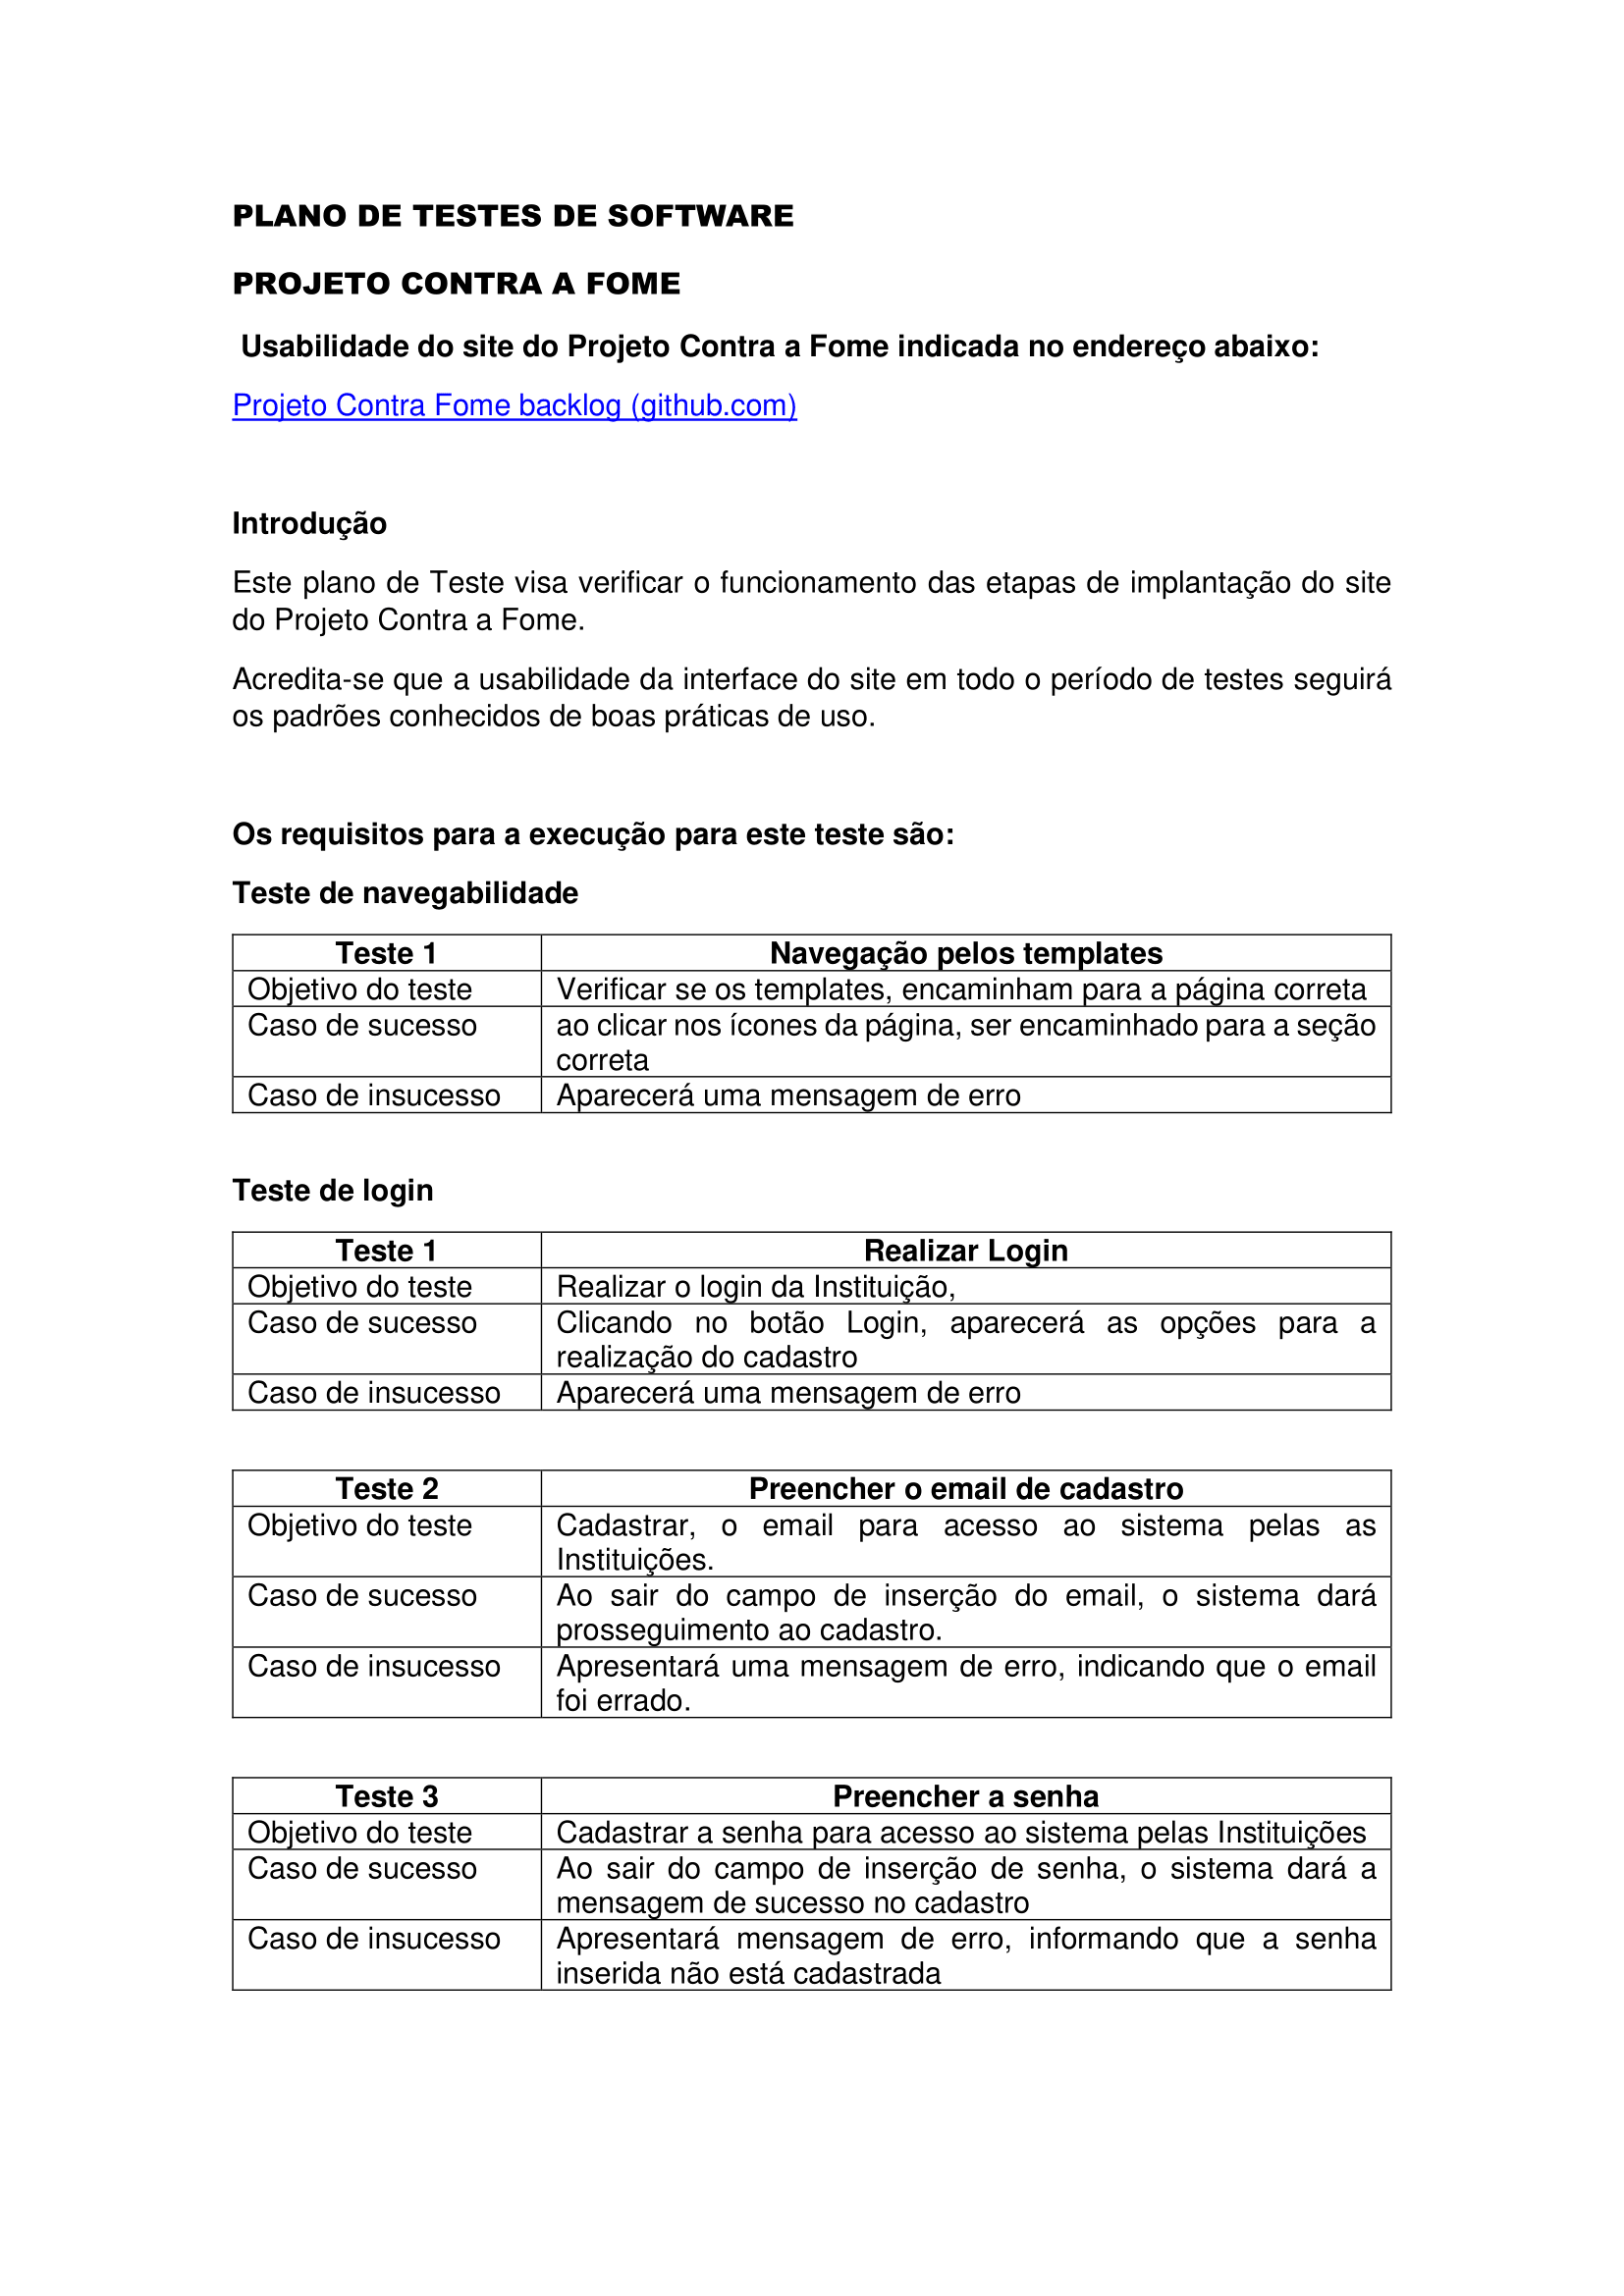 PLANO DE TESTES DE SOFTWARE
PROJETO CONTRA A FOME
Usabilidade do site do Projeto Contra a Fome indicada no endereço abaixo:
Projeto Contra Fome backlog (github.com)
Introdução
Este plano de Teste visa verificar o funcionamento das etapas de implantação do site
do Projeto Contra a Fome.
Acredita-se que a usabilidade da interface do site em todo o período de testes seguirá
os padrões conhecidos de boas práticas de uso.
Os requisitos para a execução para este teste são:
Teste de navegabilidade
Teste 1 Navegação pelos templates
Objetivo do teste Verificar se os templates, encaminham para a página correta
Caso de sucesso ao clicar nos ícones da página, ser encaminhado para a seção
correta
Caso de insucesso Aparecerá uma mensagem de erro
Teste de login
Teste 1 Realizar Login
Objetivo do teste Realizar o login da Instituição,
Caso de sucesso Clicando no botão Login, aparecerá as opções para a
realização do cadastro
Caso de insucesso Aparecerá uma mensagem de erro
Teste 2 Preencher o email de cadastro
Objetivo do teste Cadastrar, o email para acesso ao sistema pelas as
Instituições.
Caso de sucesso Ao sair do campo de inserção do email, o sistema dará
prosseguimento ao cadastro.
Caso de insucesso Apresentará uma mensagem de erro, indicando que o email
foi errado.
Teste 3 Preencher a senha
Objetivo do teste Cadastrar a senha para acesso ao sistema pelas Instituições
Caso de sucesso Ao sair do campo de inserção de senha, o sistema dará a
mensagem de sucesso no cadastro
Caso de insucesso Apresentará mensagem de erro, informando que a senha
inserida não está cadastrada